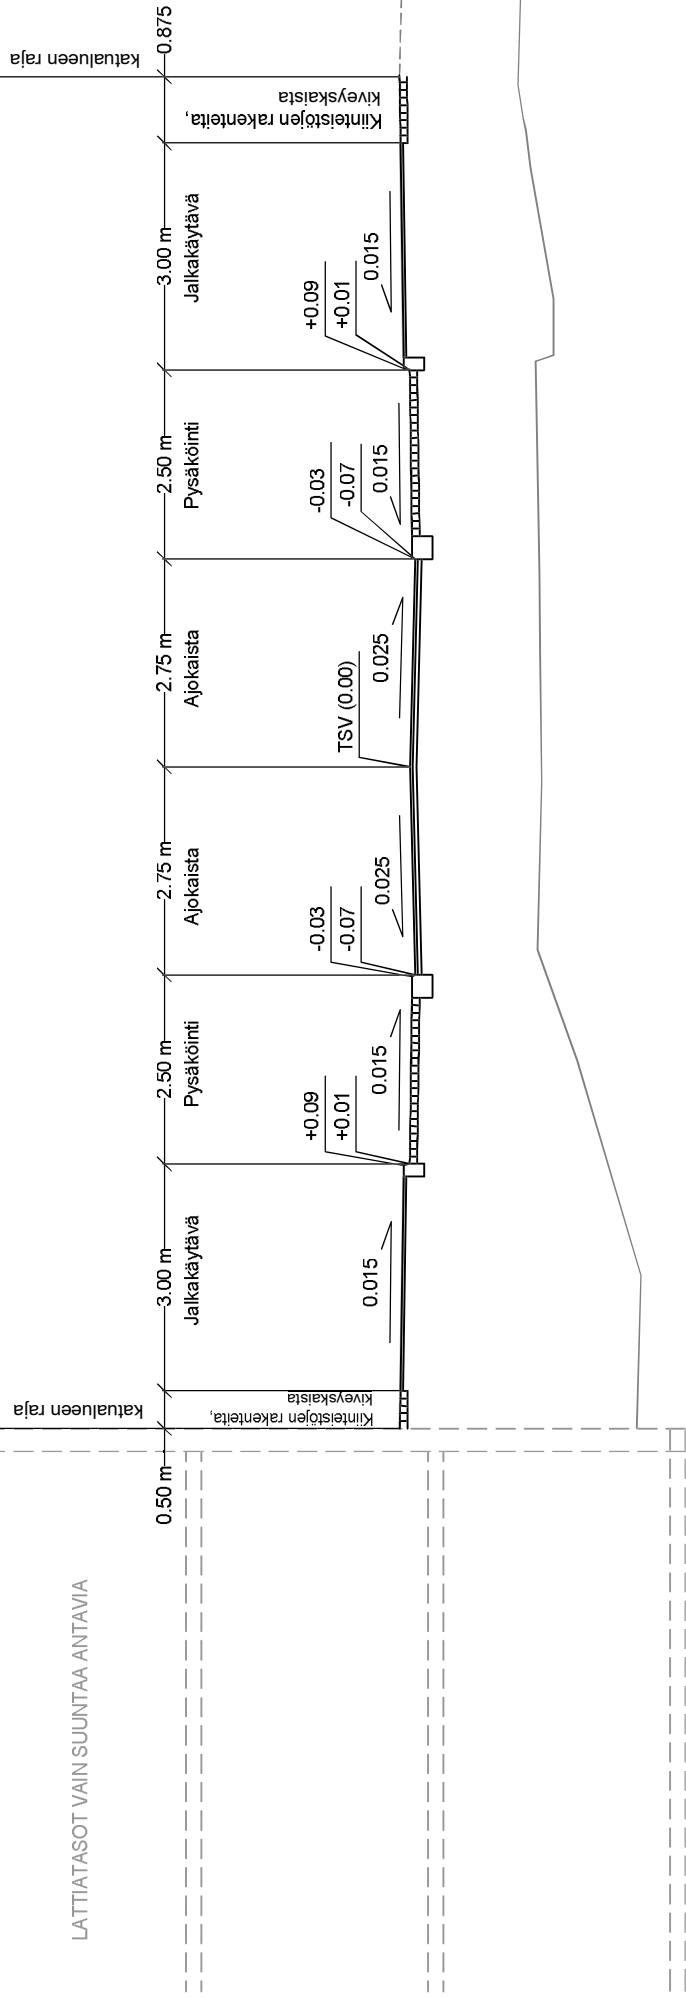 katualueen raja
katualueen raja
0.50 m
3.00 m
2.50 m
2.75 m
2.75 m
2.50 m
3.00 m
0.875
Kiinteistöjen rakenteita,
kiveyskaista
Jalkakäytävä
Pysäköinti
Ajokaista
Ajokaista
Pysäköinti
Jalkakäytävä
Kiinteistöjen rakenteita,
kiveyskaista
+0.09
+0.01
-0.03
-0.07
TSV (0.00)
-0.03
-0.07
+0.09
+0.01
0.015
0.015
0.025
0.025
0.015
0.015
LATTIATASOT VAIN SUUNTAA ANTAVIA